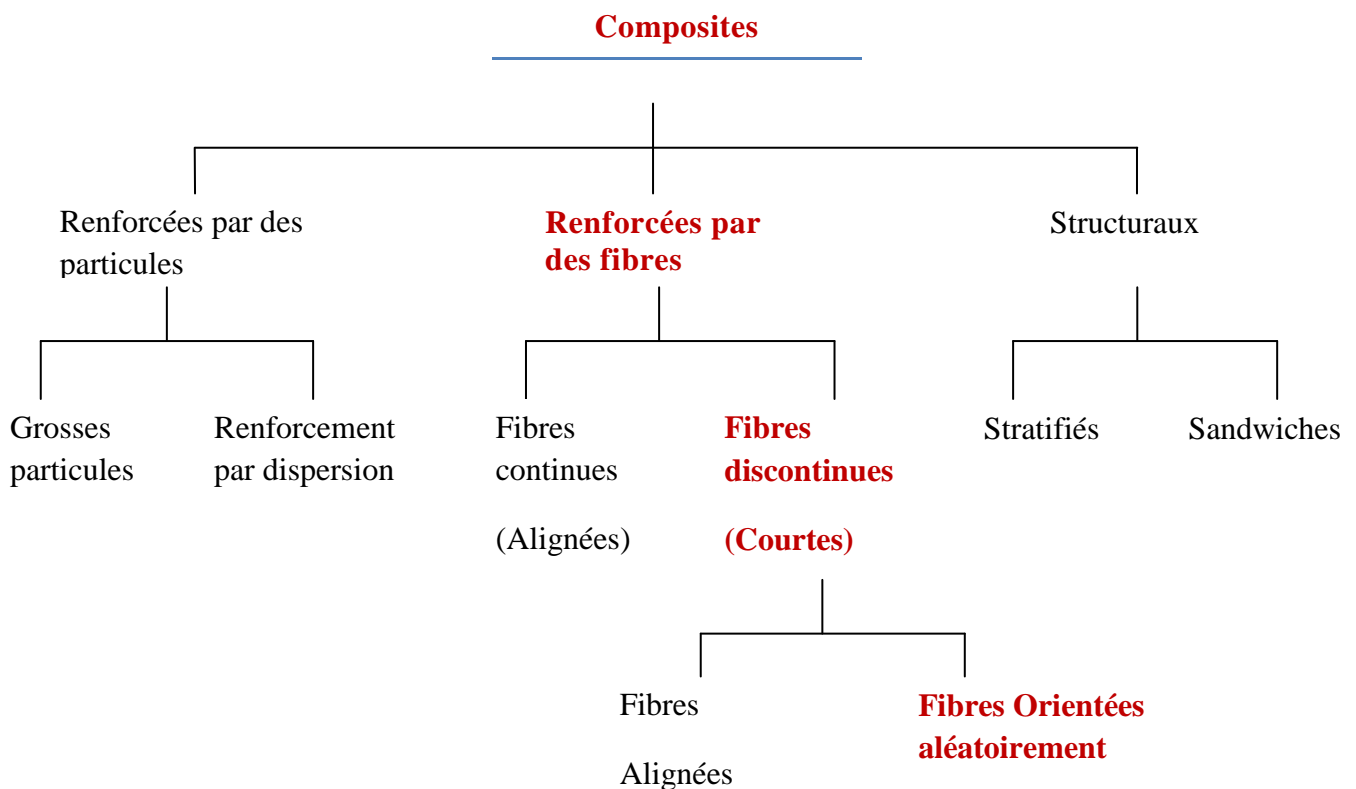 Composites
Renforcées par des
particules
Renforcées par
des fibres
Structuraux
Grosses
particules
Renforcement
par dispersion
Fibres
continues
(Alignées)
Fibres
discontinues
(Courtes)
Stratifiés
Sandwiches
Fibres
Alignées
Fibres Orientées
aléatoirement